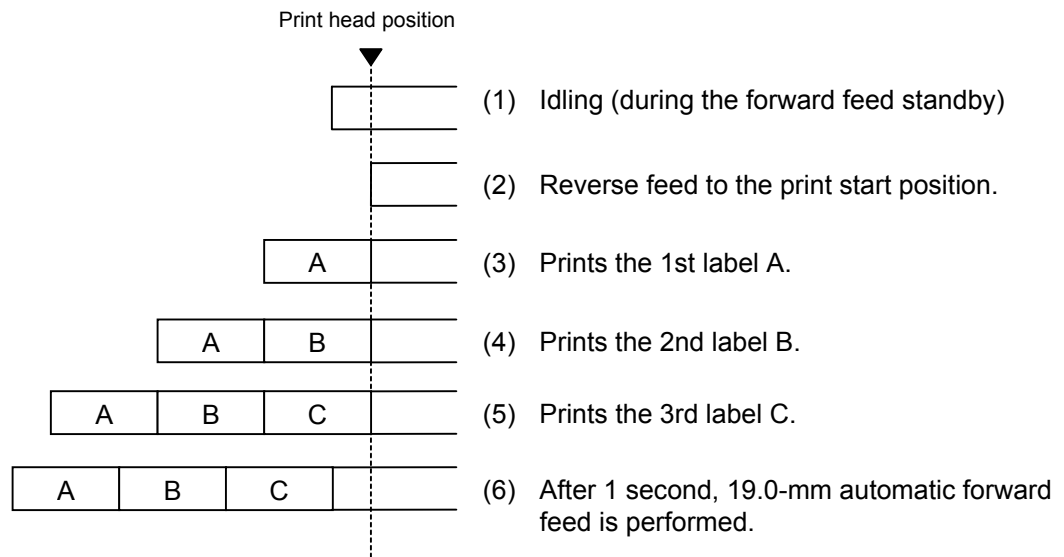 Print head position
(1) Idling (during the forward feed standby)
(2) Reverse feed to the print start position.
A
(3) Prints the 1st label A.
A B
(4) Prints the 2nd label B.
A B C
(5) Prints the 3rd label C.
A B C
(6) After 1 second, 19.0-mm automatic forward
feed is performed.